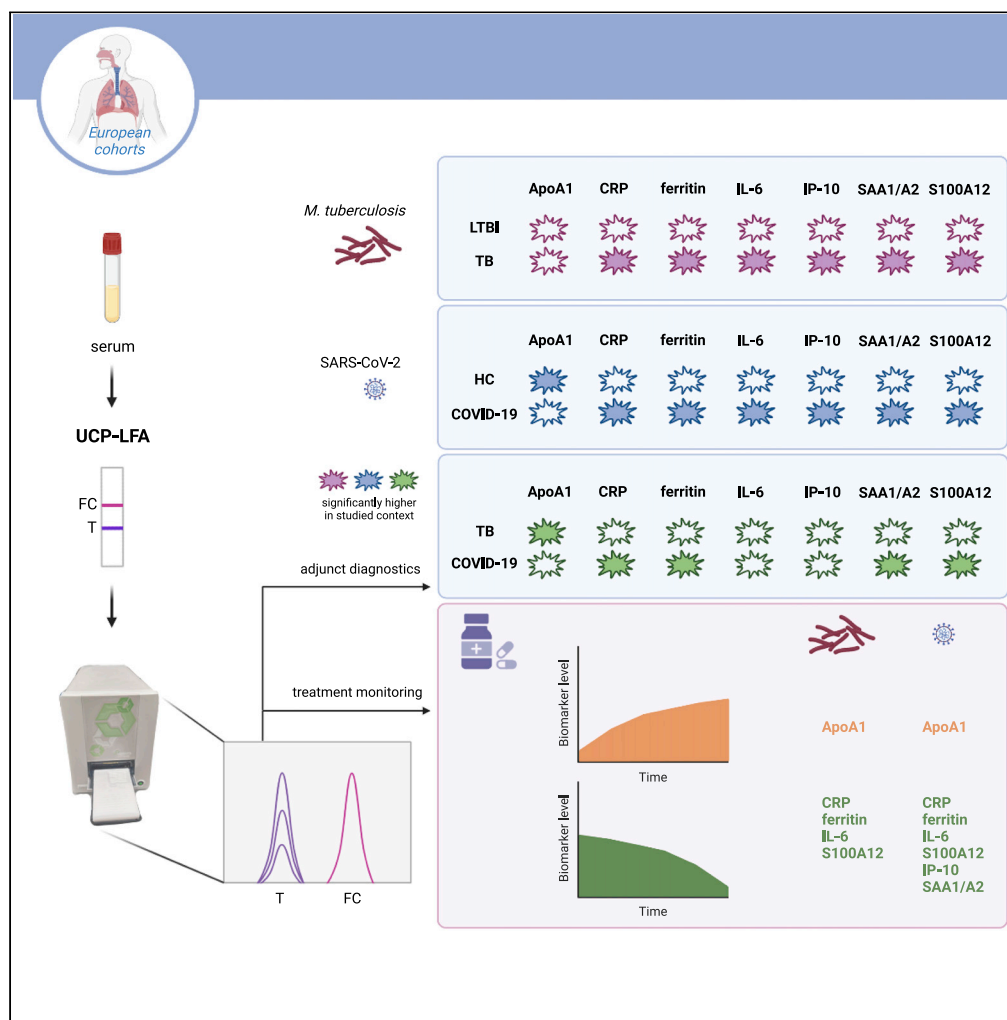 European
cohorts
serum
UCP-LFA
FC
T
M. tuberculosis
SARS-CoV-2
significantly higher
in studied context
adjunct diagnostics
treatment monitoring
T FC
ApoA1 CRP ferritin IL-6 IP-10 SAA1/A2 S100A12
LTBI
TB
ApoA1 CRP ferritin IL-6 IP-10 SAA1/A2 S100A12
HC
COVID-19
ApoA1 CRP ferritin IL-6 IP-10 SAA1/A2 S100A12
TB
COVID-19
Biomarker level
Time
ApoA1 ApoA1
Biomarker level
Time
CRP
ferritin
IL-6
S100A12
CRP
ferritin
IL-6
S100A12
IP-10
SAA1/A2